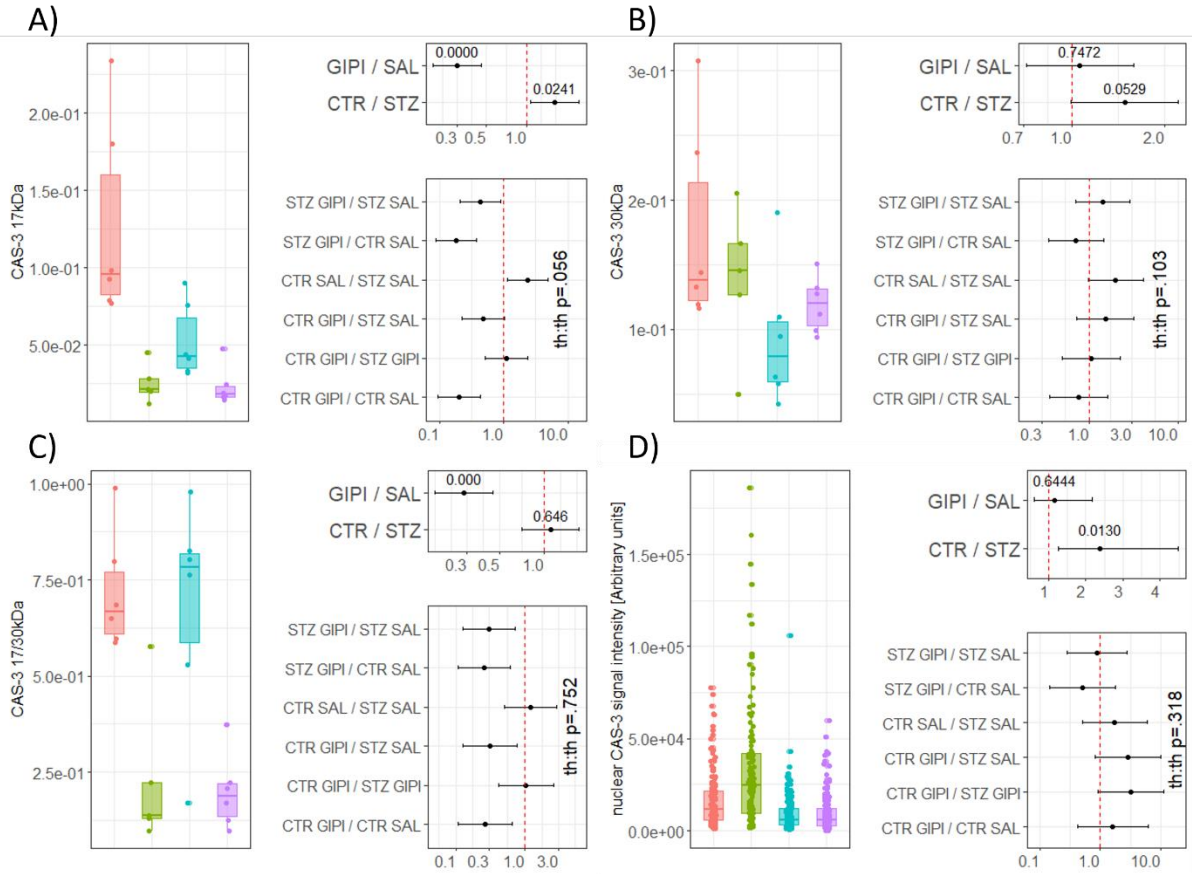 A)
CAS-3 17kDa
2.0e-01
1.5e-01
1.0e-01
5.0e-02
GIPI / SAL
CTR / STZ
0.0000
0.0241
0.3 0.5 1.0
STZ GIPI / STZ SAL
STZ GIPI / CTR SAL
CTR SAL / STZ SAL
CTR GIPI / STZ SAL
CTR GIPI / STZ GIPI
CTR GIPI / CTR SAL
th:th p=.056
0.1 1.0 10.0
B)
CAS-3 30kDa
3e-01
2e-01
1e-01
GIPI / SAL
CTR / STZ
0.7472
0.0529
0.7 1.0 2.0
STZ GIPI / STZ SAL
STZ GIPI / CTR SAL
CTR SAL / STZ SAL
CTR GIPI / STZ SAL
CTR GIPI / STZ GIPI
CTR GIPI / CTR SAL
th:th p=.103
0.3 1.0 3.0 10.0
C)
CAS-3 17/30kDa
1.0e+00
7.5e-01
5.0e-01
2.5e-01
GIPI / SAL
CTR / STZ
0.000
0.646
0.3 0.5 1.0
STZ GIPI / STZ SAL
STZ GIPI / CTR SAL
CTR SAL / STZ SAL
CTR GIPI / STZ SAL
CTR GIPI / STZ GIPI
CTR GIPI / CTR SAL
th:th p=.752
0.1 0.3 1.0 3.0
D)
nuclear CAS-3 signal intensity [Arbitrary units]
1.5e+05
1.0e+05
5.0e+04
0.0e+00
GIPI / SAL
CTR / STZ
0.6444
0.0130
1 2 3 4
STZ GIPI / STZ SAL
STZ GIPI / CTR SAL
CTR SAL / STZ SAL
CTR GIPI / STZ SAL
CTR GIPI / STZ GIPI
CTR GIPI / CTR SAL
th:th p=.318
0.1 1.0 10.0